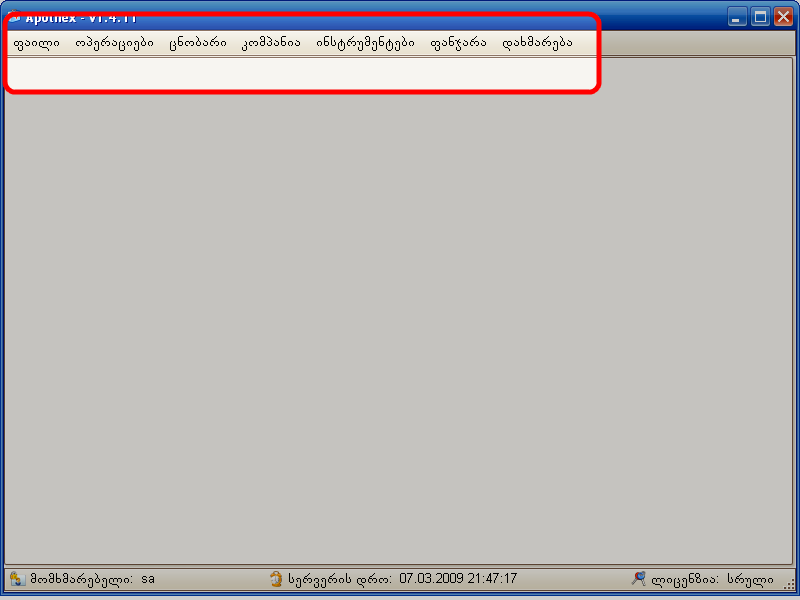 Apothex - v1.4.11
ფაილი ოპერაციები ცნობარი კომპანია ინსტრუმენტები ფანჯარა დახმარება
მომხმარებელი: sa სერვერის დრო: 07.03.2009 21:47:17 ლიცენზია: სრული